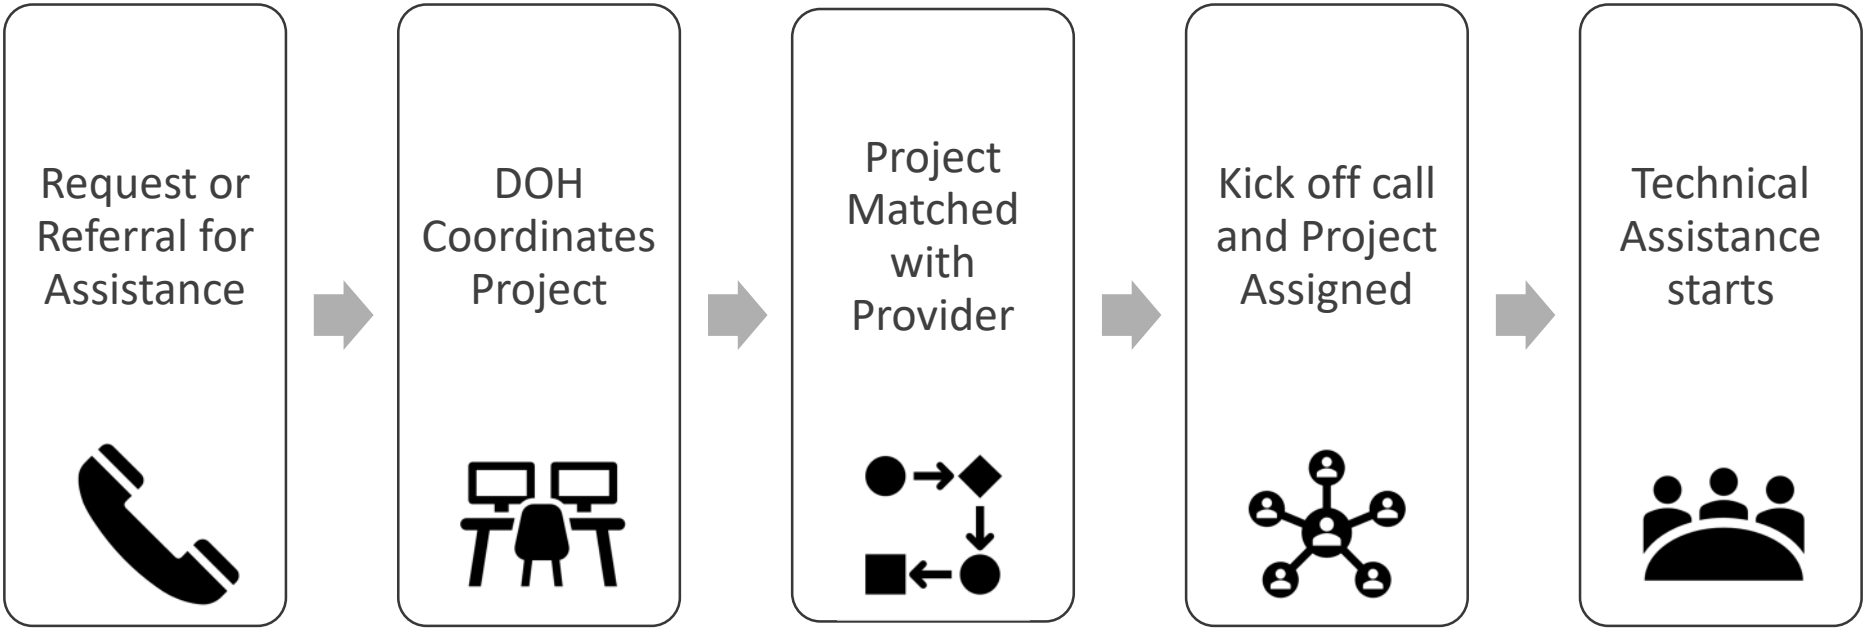 Request or
Referral for
Assistance
DOH
Coordinates
Project
Project
Matched
with
Provider
Kick off call
and Project
Assigned
Technical
Assistance
starts